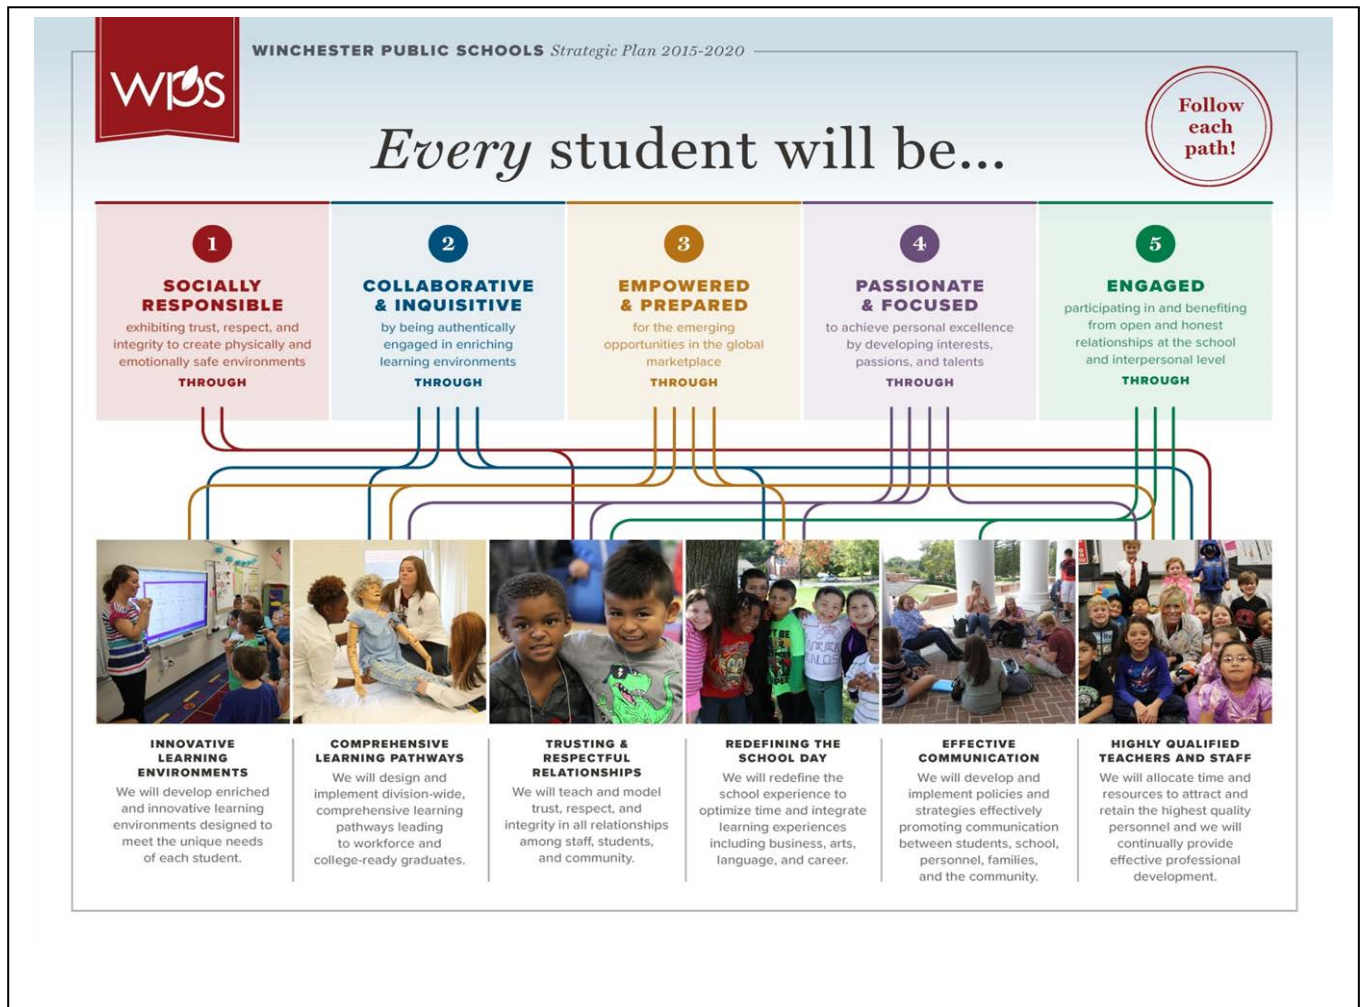 WINCHESTER PUBLIC SCHOOLS Strategic Plan 2015-2020
WPS
Follow
each
path!
Every student will be...
1
SOCIALLY
RESPONSIBLE
exhibiting trust, respect, and
integrity to create physically and
emotionally safe environments
THROUGH
2
COLLABORATIVE
& INQUISITIVE
by being authentically
engaged in enriching
learning environments
THROUGH
3
EMPOWERED
& PREPARED
for the emerging
opportunities in the global
marketplace
THROUGH
4
PASSIONATE
& FOCUSED
to achieve personal excellence
by developing interests,
passions, and talents
THROUGH
5
ENGAGED
participating in and benefiting
from open and honest
relationships at the school
and interpersonal level
THROUGH
INNOVATIVE
LEARNING
ENVIRONMENTS
We will develop enriched
and innovative learning
environments designed to
meet the unique needs
of each student.
COMPREHENSIVE
LEARNING PATHWAYS
We will design and
implement division-wide,
comprehensive learning
pathways leading
to workforce and
college-ready graduates.
TRUSTING &
RESPECTFUL
RELATIONSHIPS
We will teach and model
trust, respect, and
integrity in all relationships
among staff, students,
and community.
REDEFINING THE
SCHOOL DAY
We will redefine the
school experience to
optimize time and integrate
learning experiences
including business, arts,
language, and career.
EFFECTIVE
COMMUNICATION
We will develop and
implement policies and
strategies effectively
promoting communication
between students, school,
personnel, families,
and the community.
HIGHLY QUALIFIED
TEACHERS AND STAFF
We will allocate time and
resources to attract and
retain the highest quality
personnel and we will
continually provide
effective professional
development.